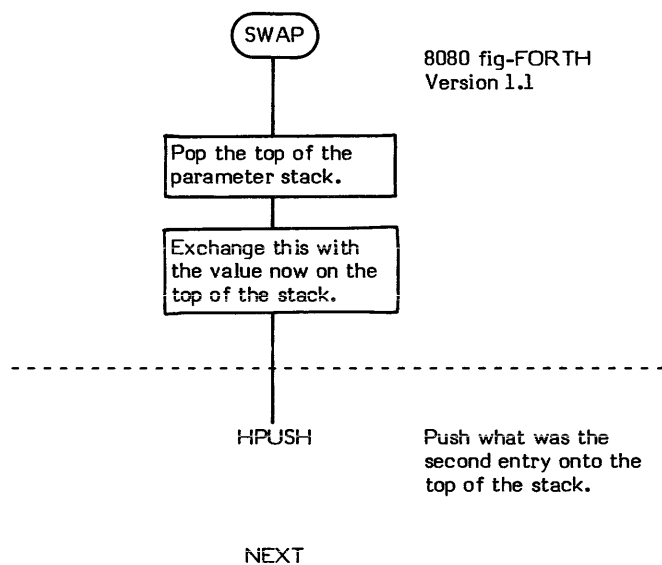 SWAP
8080 fig-FORTH
Version 1.1
Pop the top of the
parameter stack.
Exchange this with
the value now on the
top of the stack.
HPUSH
Push what was the
second entry onto the
top of the stack.
NEXT